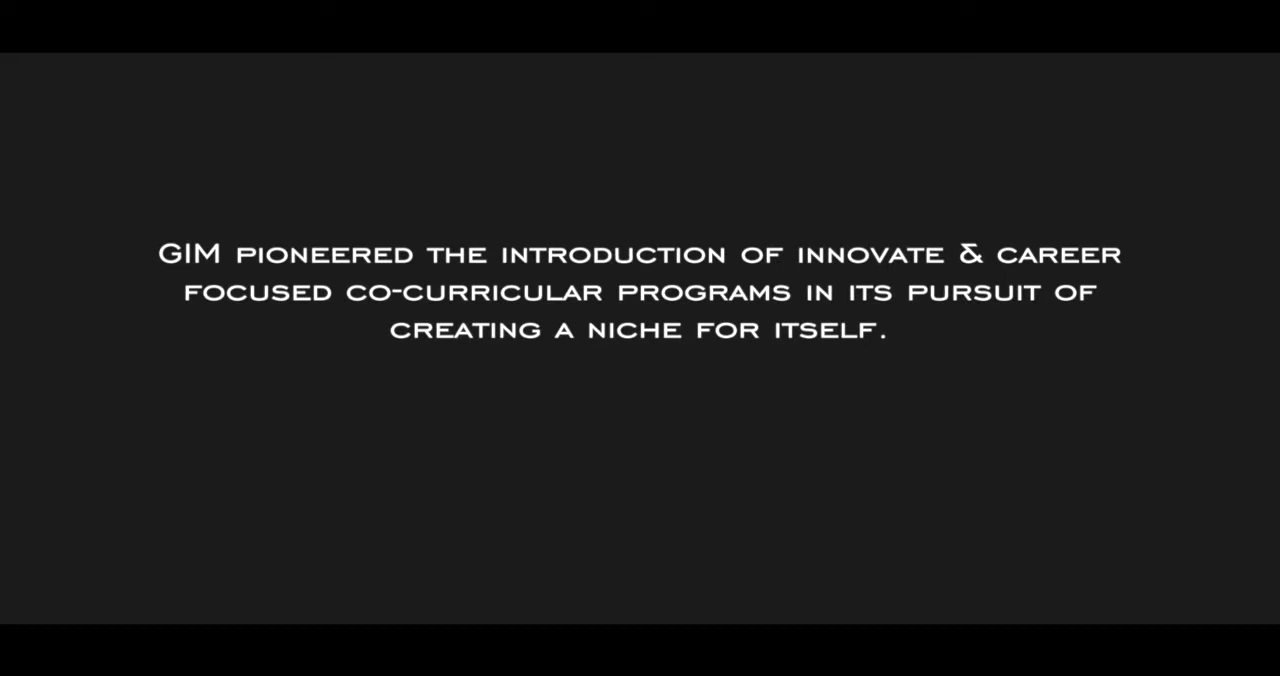 GIM PIONEERED THE INTRODUCTION OF INNOVATE & CAREER
FOCUSED CO-CURRICULAR PROGRAMS IN ITS PURSUIT OF
CREATING A NICHE FOR ITSELF.